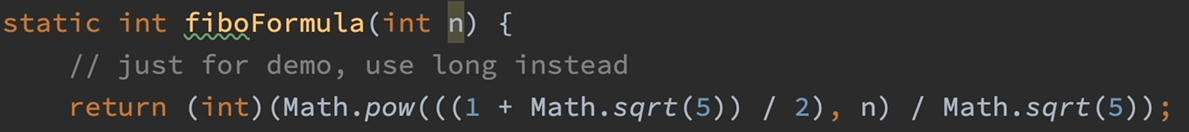 static int fiboFormula(int n) {
// just for demo, use long instead
return (int)(Math.pow(((1 + Math.sqrt(5)) / 2), n) / Math.sqrt(5));